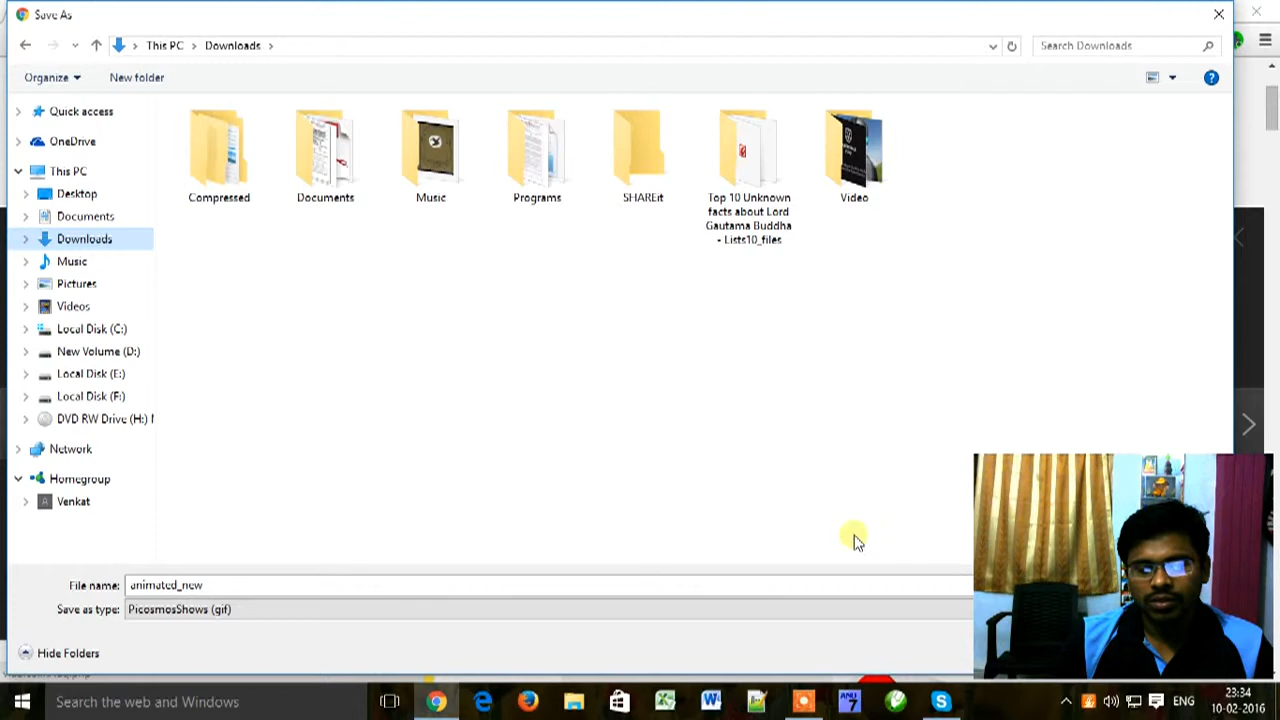 Save As
This PC
Downloads
Search Downloads
Organize
New folder
Quick access
OneDrive
This PC
Desktop
Documents
Downloads
Music
Pictures
Videos
Local Disk (C:)
New Volume (D:)
Local Disk (E:)
Local Disk (F:)
DVD RW Drive (H:)
Network
Homegroup
Venkat
Compressed
Documents
Music
Programs
SHAREit
Top 10 Unknown
facts about Lord
Gautama Buddha
- Lists10_files
Video
File name: animated_new
Save as type: PicosmosShows (gif)
Hide Folders
Search the web and Windows
ENG
23:34
10-02-2016